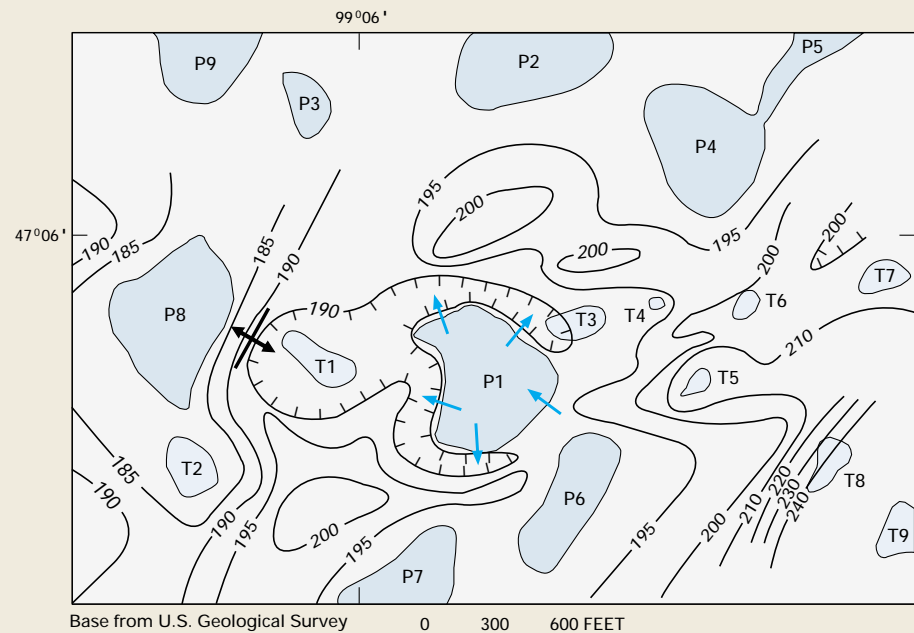 99°06'
P9
P2
P5
P3
P4
195
200
47°06'
190
185
185
190
195
200
200
200
T7
P8
190
T3
T4
T6
T1
210
P1
T5
185
T2
220
T8
190
190
195
200
P6
195
200
210
230
240
195
T9
P7
Base from U.S. Geological Survey
0 300 600 FEET